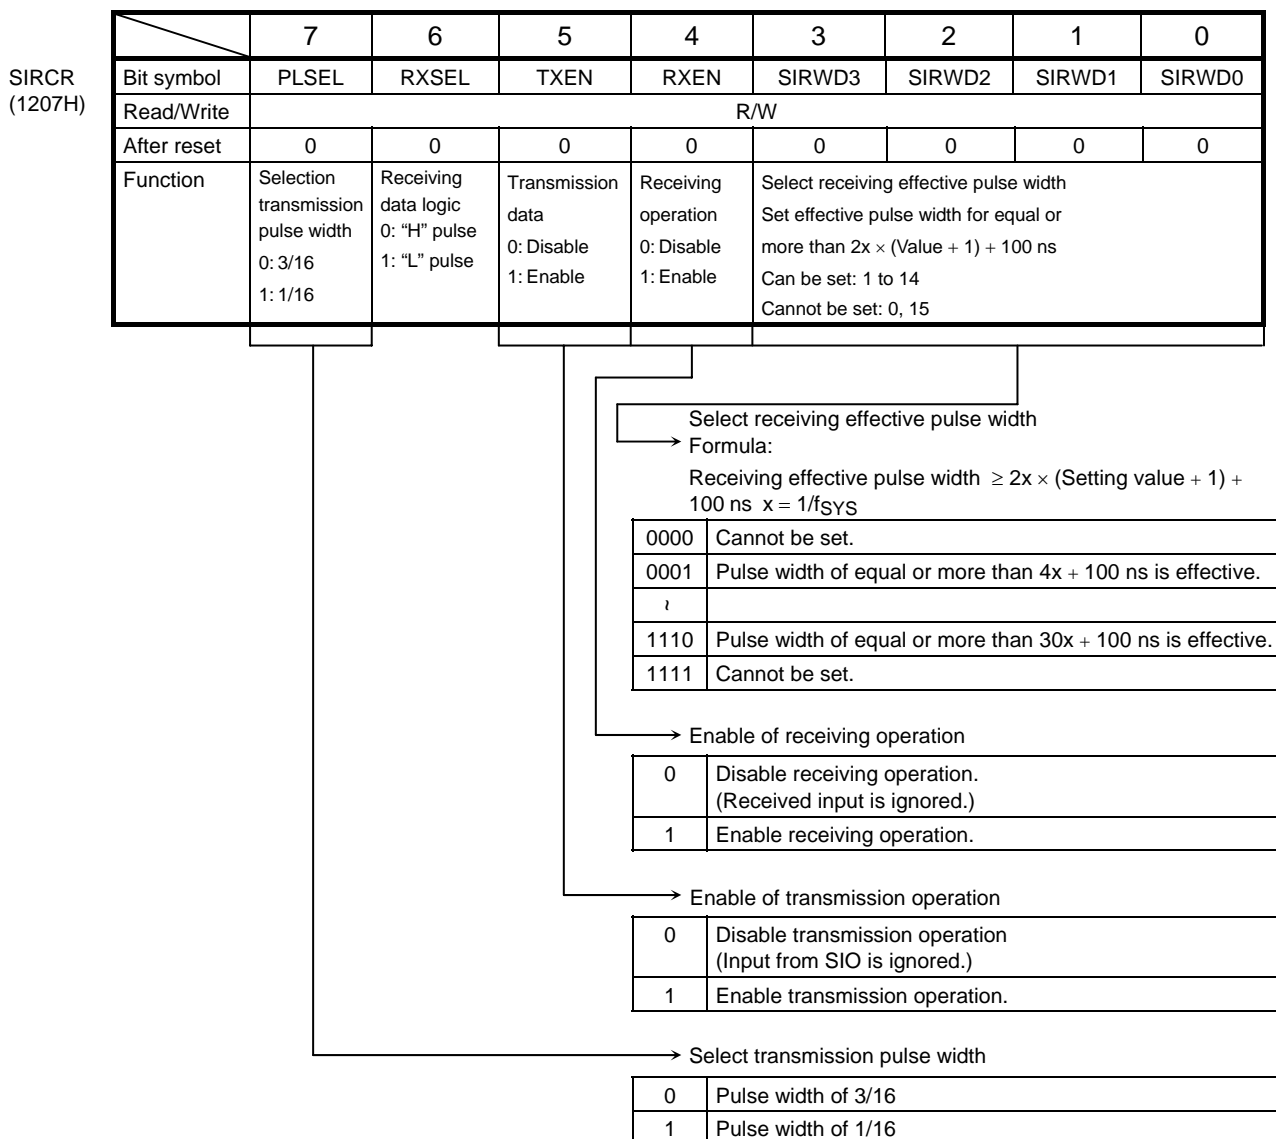 7 6 5 4 3 2 1 0
SIRCR
(1207H)
Bit symbol PLSEL RXSEL TXEN RXEN SIRWD3 SIRWD2 SIRWD1 SIRWD0
Read/Write R/W
After reset 0 0 0 0 0 0 0 0
Function
Selection
transmission
pulse width
0: 3/16
1: 1/16
Receiving
data logic
0: “H” pulse
1: “L” pulse
Transmission
data
0: Disable
1: Enable
Receiving
operation
0: Disable
1: Enable
Select receiving effective pulse width
Set effective pulse width for equal or
more than 2x × (Value + 1) + 100 ns
Can be set: 1 to 14
Cannot be set: 0, 15
Select receiving effective pulse width
Formula:
Receiving effective pulse width ≥ 2x × (Setting value + 1) +
100 ns x = 1/fSYS
0000 Cannot be set.
0001 Pulse width of equal or more than 4x + 100 ns is effective.
≀
1110 Pulse width of equal or more than 30x + 100 ns is effective.
1111 Cannot be set.
Enable of receiving operation
0 Disable receiving operation.
(Received input is ignored.)
1 Enable receiving operation.
Enable of transmission operation
0 Disable transmission operation
(Input from SIO is ignored.)
1 Enable transmission operation.
Select transmission pulse width
0 Pulse width of 3/16
1 Pulse width of 1/16